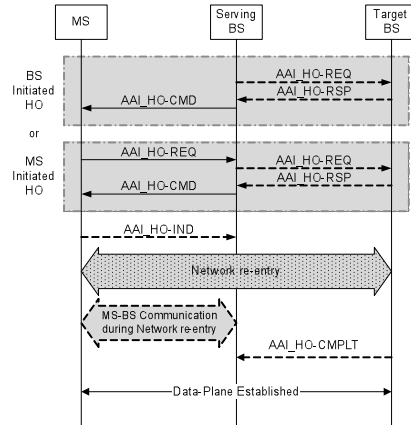 MS
Serving
BS
Target
BS
BS
Initiated
HO
AAI_HO-REQ
AAI_HO-RSP
AAI_HO-CMD
or
MS
Initiated
HO
AAI_HO-REQ
AAI_HO-REQ
AAI_HO-RSP
AAI_HO-CMD
AAI_HO-IND
Network re-entry
MS-BS Communication
during Network re-entry
AAI_HO-CMPLT
Data-Plane Established